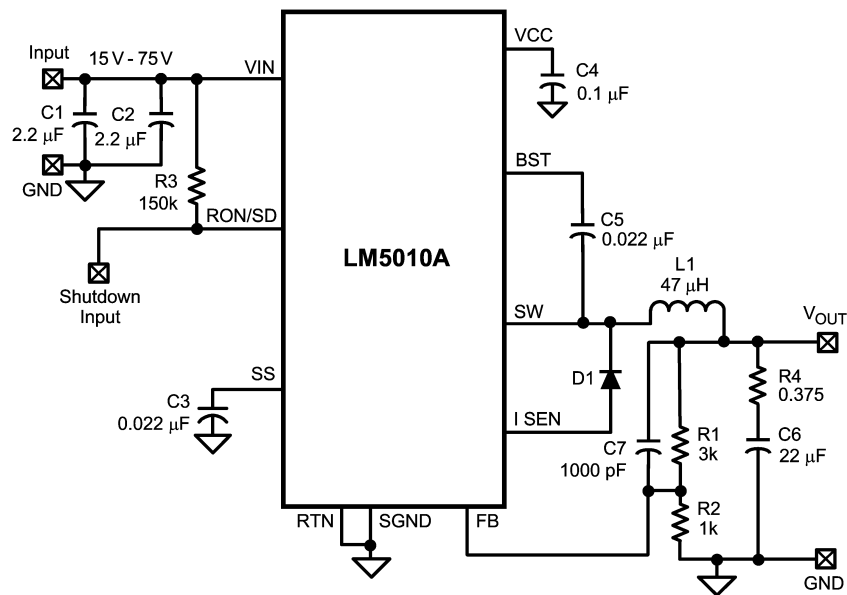 Input
15 V - 75 V
VIN
VCC
C4
0.1 µF
C1
2.2 µF
C2
2.2 µF
GND
R3
150k
RON/SD
Shutdown
Input
LM5010A
BST
C5
0.022 µF
L1
47 µH
SW
VOUT
D1
R4
0.375
SS
C3
0.022 µF
I SEN
C7
1000 pF
R1
3k
C6
22 µF
RTN
SGND
FB
R2
1k
GND